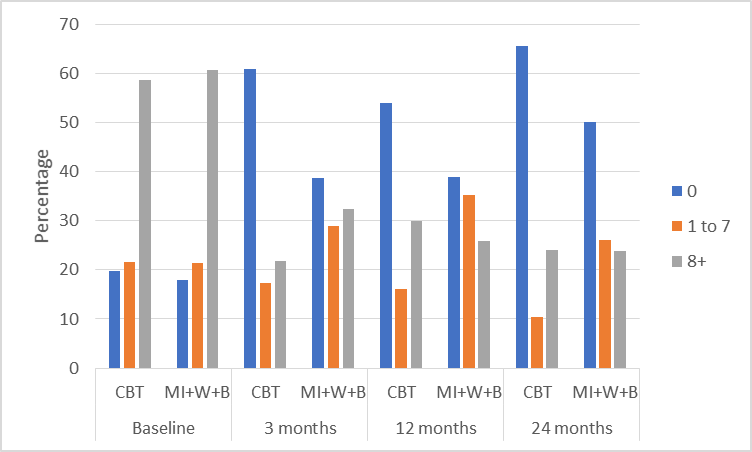 70
60
50
40
30
20
10
0
Percentage
CBT MI+W+B CBT MI+W+B CBT MI+W+B CBT MI+W+B
Baseline 3 months 12 months 24 months
0
1 to 7
8+